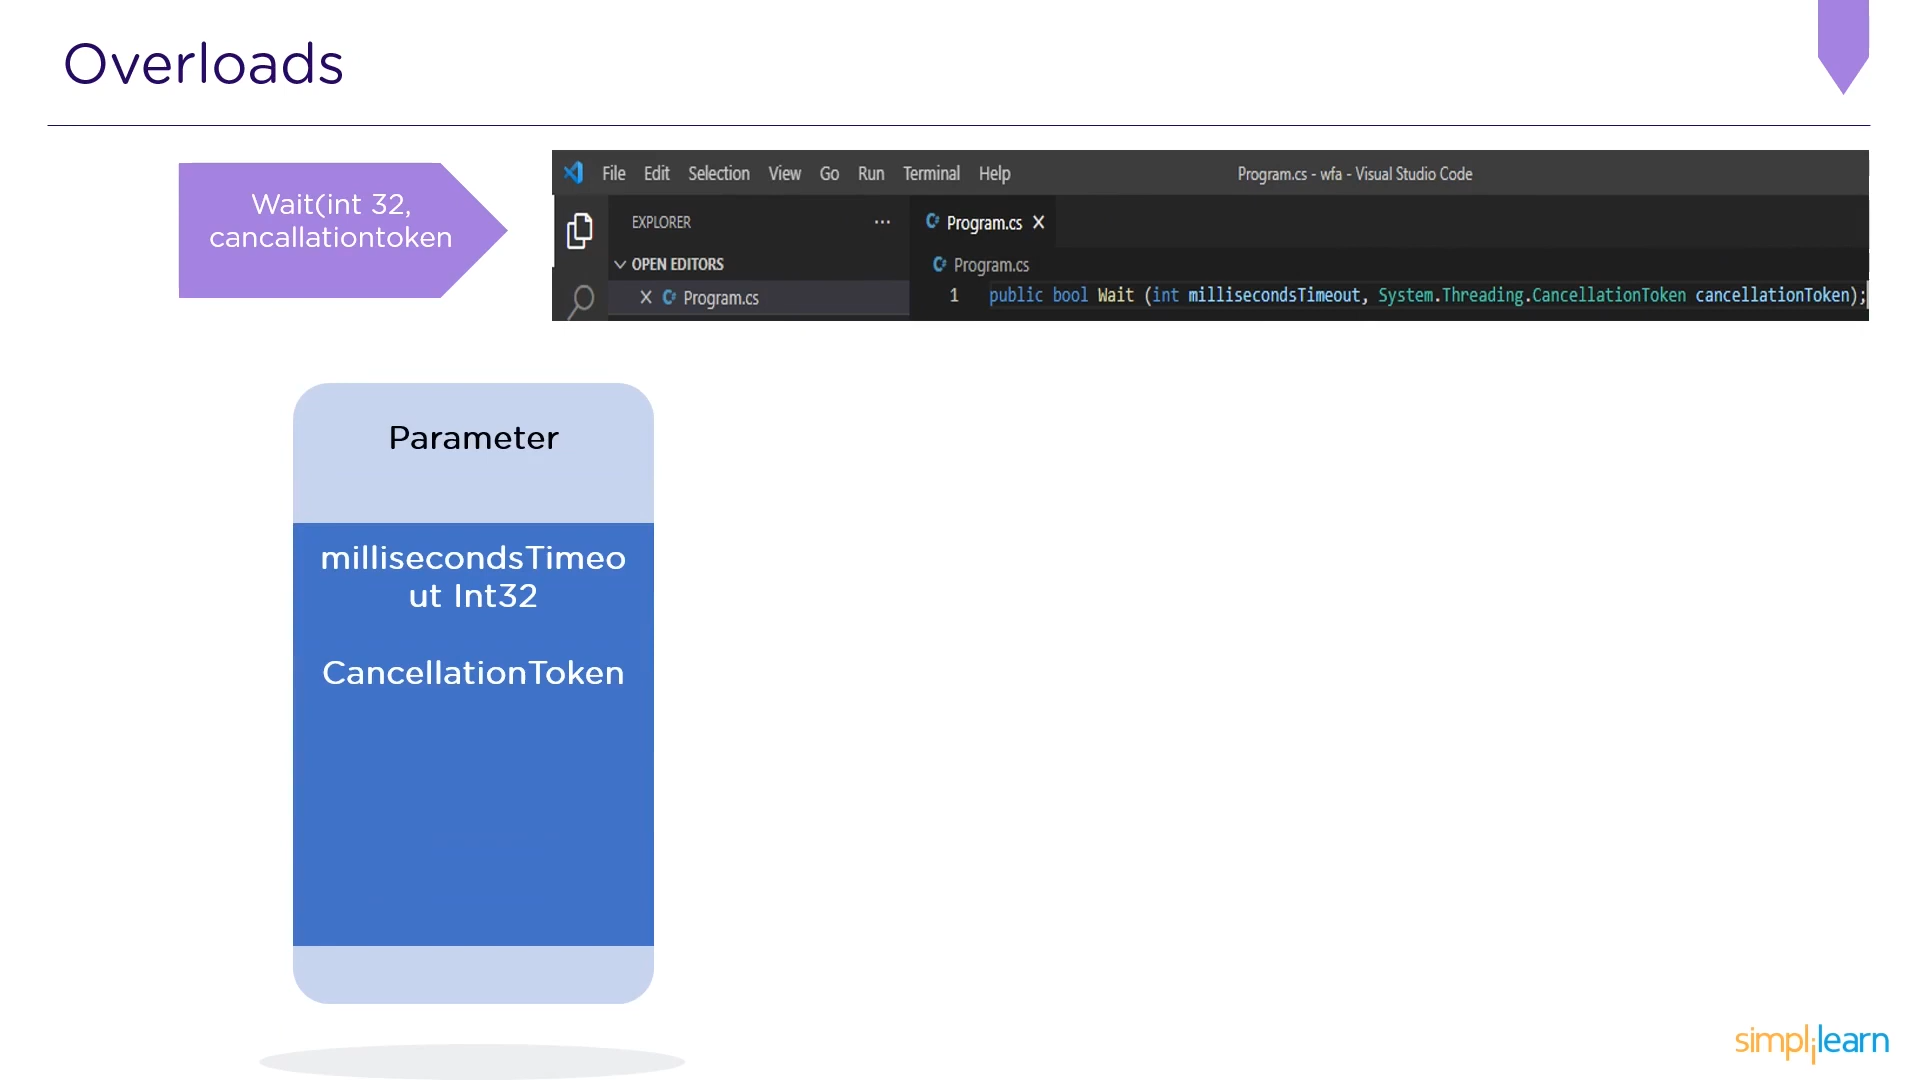 Overloads
Wait(int 32,
cancallationtoken
File Edit Selection View Go Run Terminal Help
Program.cs - wfa - Visual Studio Code
EXPLORER ...
Program.cs X
OPEN EDITORS
Program.cs
X Program.cs
1 public bool Wait (int millisecondsTimeout, System.Threading.CancellationToken cancellationToken);
Parameter
millisecondsTimeo
ut Int32
CancellationToken
simplilearn